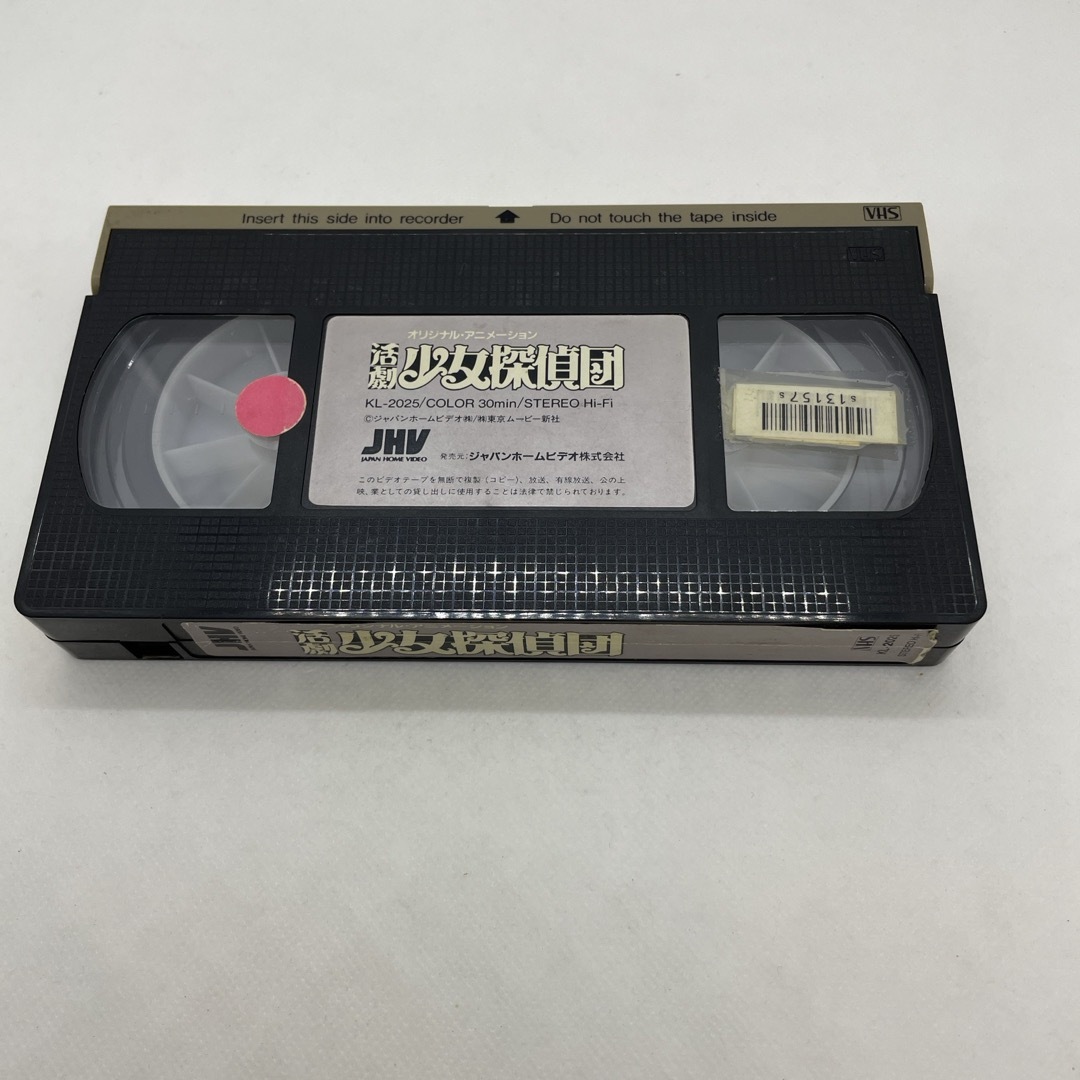 Insert this side into recorder Do not touch the tape inside VHS
VHS
オリジナル・アニメーション
活劇 少女探偵団
KL-2025/COLOR 30min/STEREO Hi-Fi
©ジャパンホームビデオ㈱/㈱東京ムービー新社
JHV
JAPAN HOME VIDEO 発売元:ジャパンホームビデオ株式会社
このビデオテープを無断で複製(コピー)、放送、有線放送、公の上
映、業としての貸し出しに使用することは法律で禁じられております。
s13157s
JHV 活劇 少女探偵団 VHS